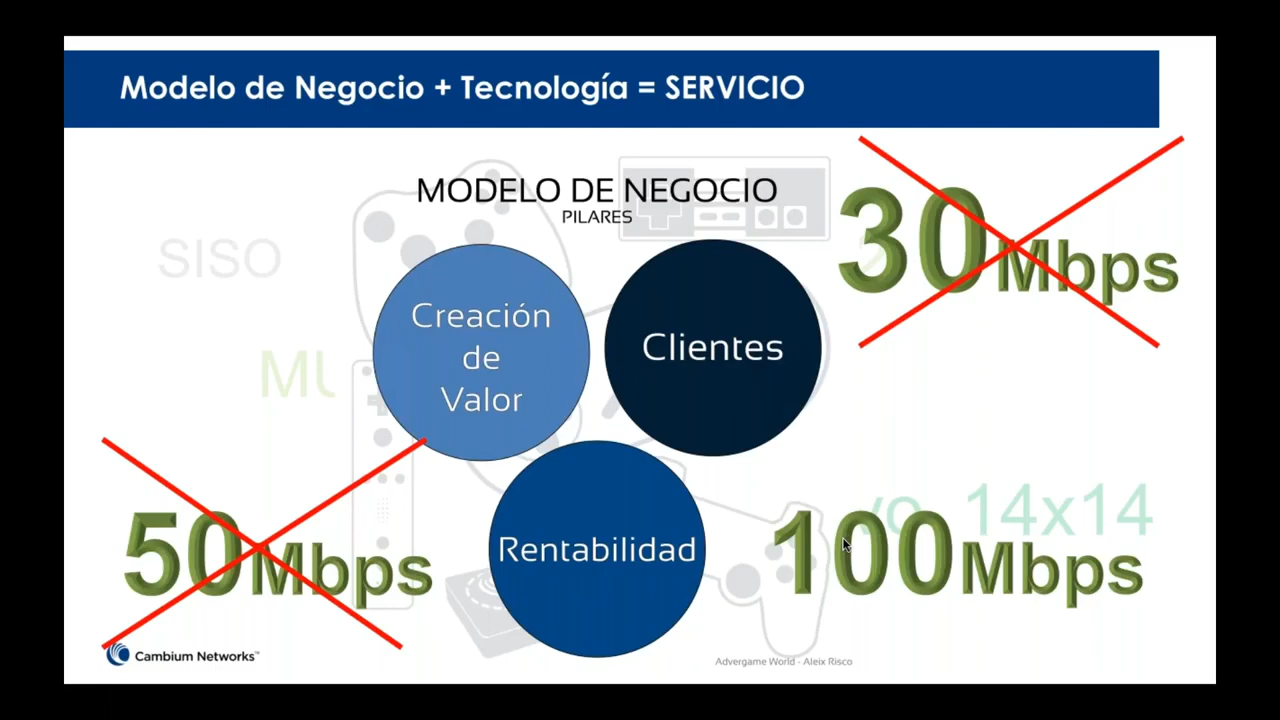 Modelo de Negocio + Tecnología = SERVICIO
MODELO DE NEGOCIO
PILARES
SISO
30Mbps
Creación
de
Valor
Clientes
MU
50Mbps
Rentabilidad
14x14
100Mbps
Cambium Networks™
Advergame World - Aleix Risco